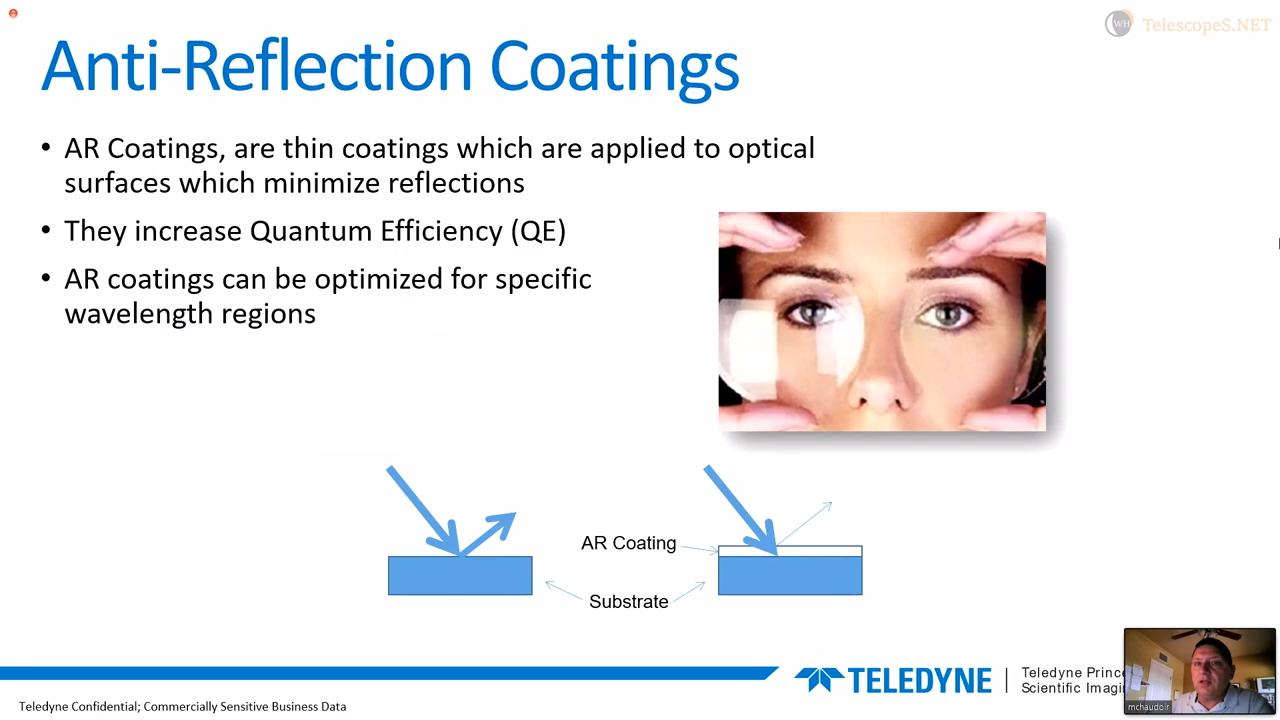 WH TelescopeS.NET
Anti-Reflection Coatings
• AR Coatings, are thin coatings which are applied to optical
surfaces which minimize reflections
• They increase Quantum Efficiency (QE)
• AR coatings can be optimized for specific
wavelength regions
AR Coating
Substrate
TELEDYNE
Teledyne Princ
Scientific Imagi
mchaudoir
Teledyne Confidential; Commercially Sensitive Business Data